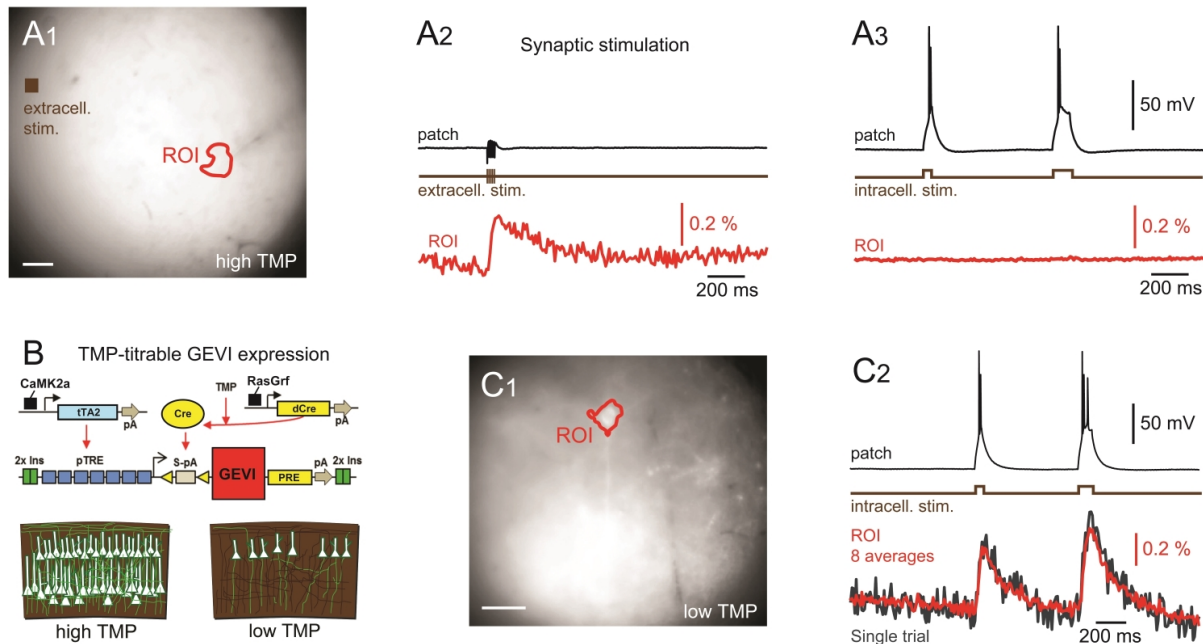 A1
extracell.
stim.
ROI
high TMP
A2
Synaptic stimulation
patch
extracell. stim.
ROI
0.2 %
200 ms
A3
50 mV
patch
intracell. stim.
0.2 %
ROI
200 ms
B
TMP-titrable GEVI expression
CaMK2a
TMP
RasGrf
tTA2
pA
Cre
dCre
pA
2x Ins
pTRE
S-pA
GEVI
PRE
pA
2x Ins
high TMP
low TMP
C1
ROI
low TMP
C2
50 mV
patch
intracell. stim.
ROI
8 averages
0.2 %
Single trial
200 ms